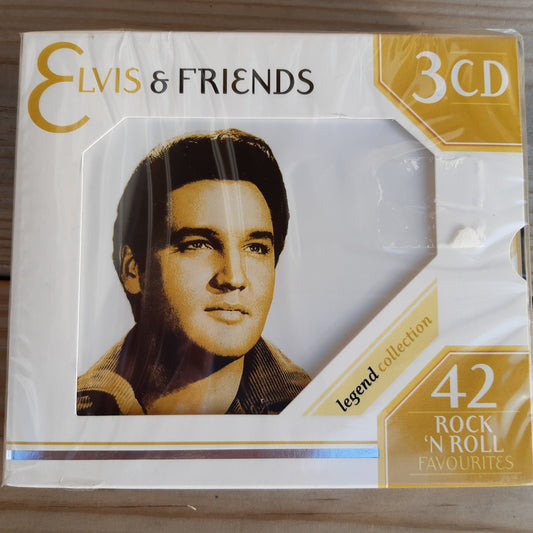 ELVIS & FRIENDS
3CD
legend collection
42
ROCK
'N ROLL
FAVOURITES